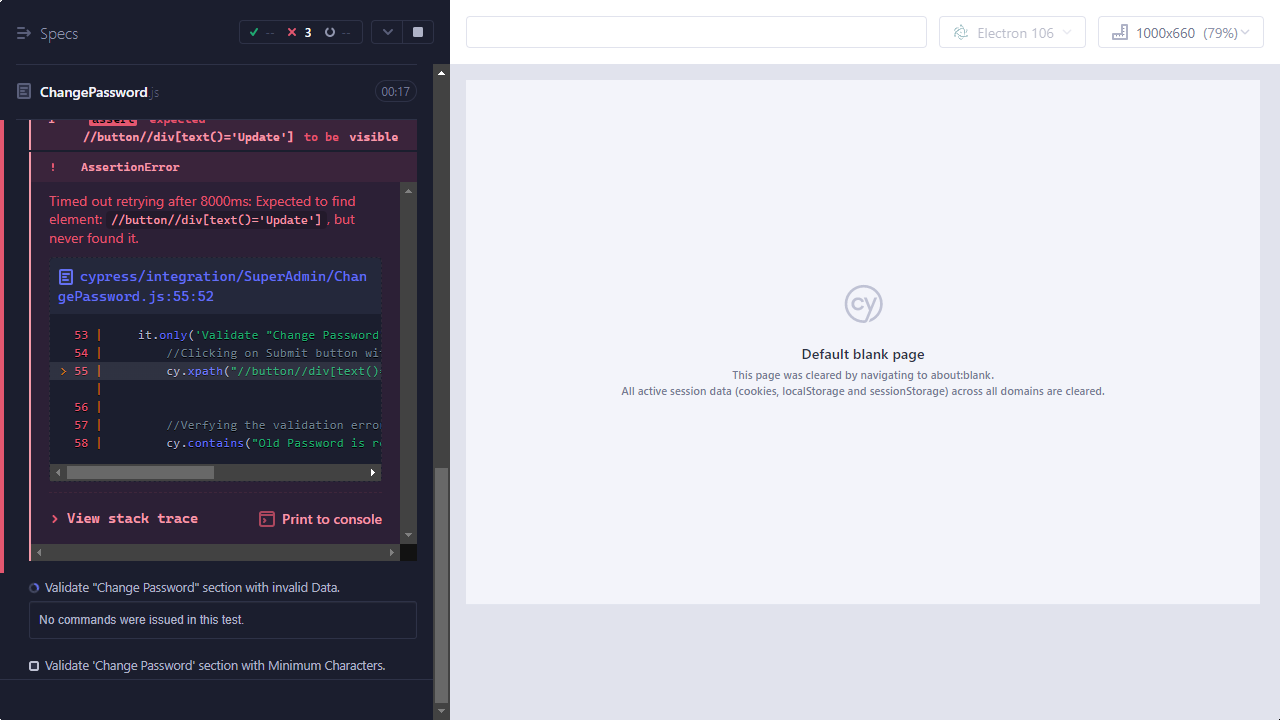 Specs
--
3
--
Electron 106
1000x660 (79%)
ChangePassword.js
00:17
assert expected
//button//div[text()='Update'] to be visible
! AssertionError
Timed out retrying after 8000ms: Expected to find
element: //button//div[text()='Update'], but
never found it.
cypress/integration/SuperAdmin/Chan
gePassword.js:55:52
53 | it.only('Validate "Change Password
54 | //Clicking on Submit button wi
> 55 | cy.xpath("//button//div[text()
|
56 |
57 | //Verfying the validation erro
58 | cy.contains("Old Password is re
View stack trace
Print to console
Validate "Change Password" section with invalid Data.
No commands were issued in this test.
Validate 'Change Password' section with Minimum Characters.
cy
Default blank page
This page was cleared by navigating to about:blank.
All active session data (cookies, localStorage and sessionStorage) across all domains are cleared.